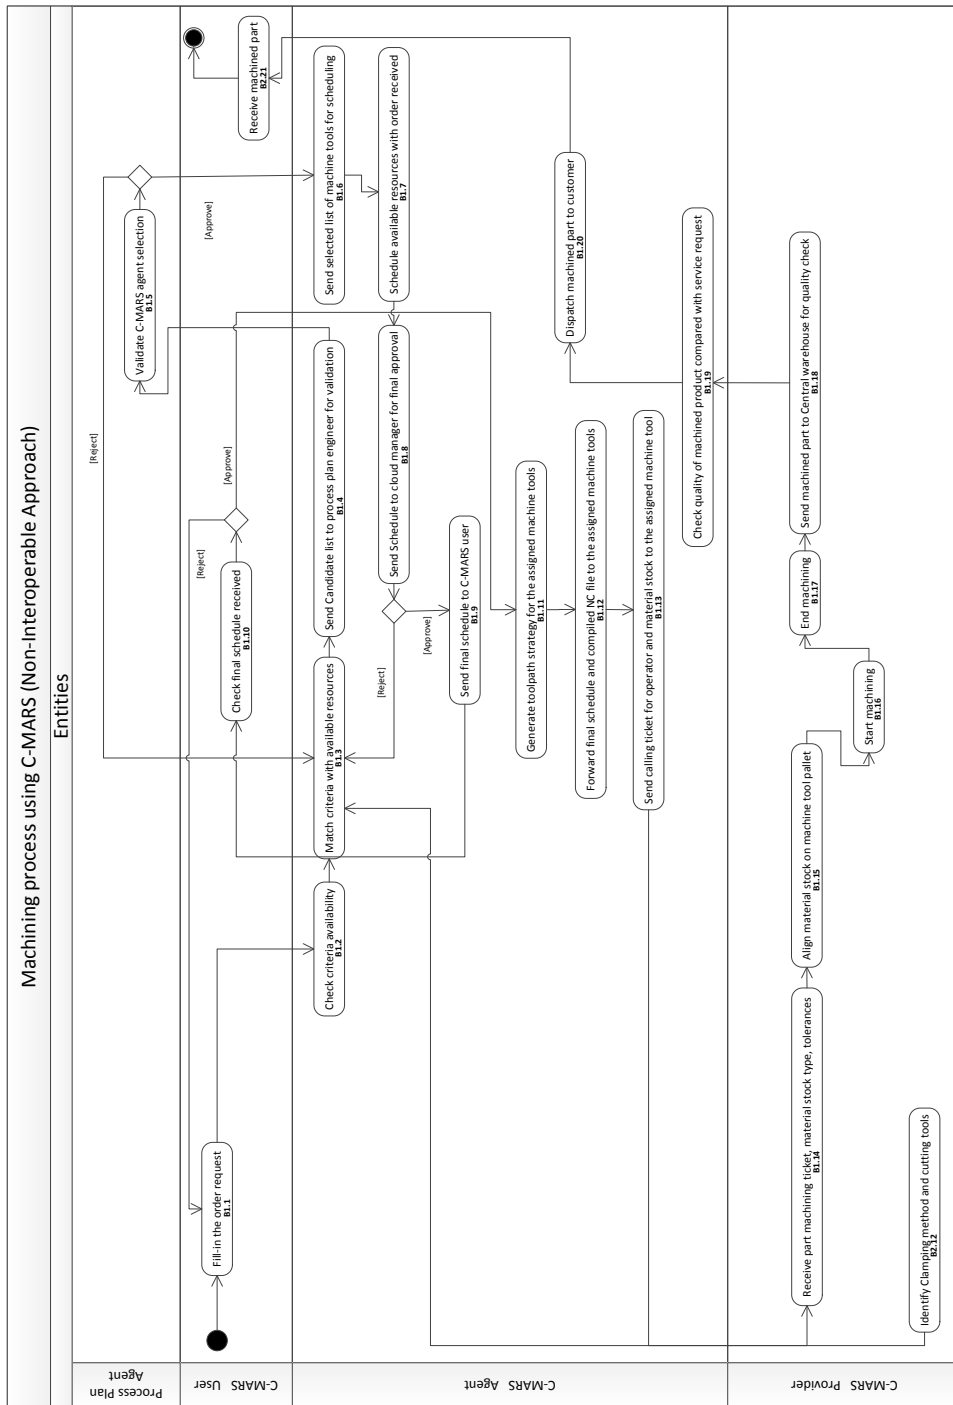 Machining process using C-MARS (Non-Interoperable Approach)
Entities
Process Plan
Agent
C-MARS User
C-MARS Agent
C-MARS Provider
[Reject]
Validate C-MARS agent selection
B1.5
Fill-in the order request
B1.1
[Reject]
Check final schedule received
B1.10
[Approve]
[Approve]
Receive machined part
B2.21
Check criteria availability
B1.2
Match criteria with available resources
B1.3
Send Candidate list to process plan engineer for validation
B1.4
Send selected list of machine tools for scheduling
B1.6
Schedule available resources with order received
B1.7
Send Schedule to cloud manager for final approval
B1.8
[Reject]
[Approve]
Send final schedule to C-MARS user
B1.9
Generate toolpath strategy for the assigned machine tools
B1.11
Forward final schedule and compiled NC file to the assigned machine tools
B1.12
Send calling ticket for operator and material stock to the assigned machine tool
B1.13
Dispatch machined part to customer
B1.20
Check quality of machined product compared with service request
B1.19
Receive part machining ticket, material stock type, tolerances
B1.14
Align material stock on machine tool pallet
B1.15
Start machining
B1.16
End machining
B1.17
Send machined part to Central warehouse for quality check
B1.18
Identify Clamping method and cutting tools
B2.12